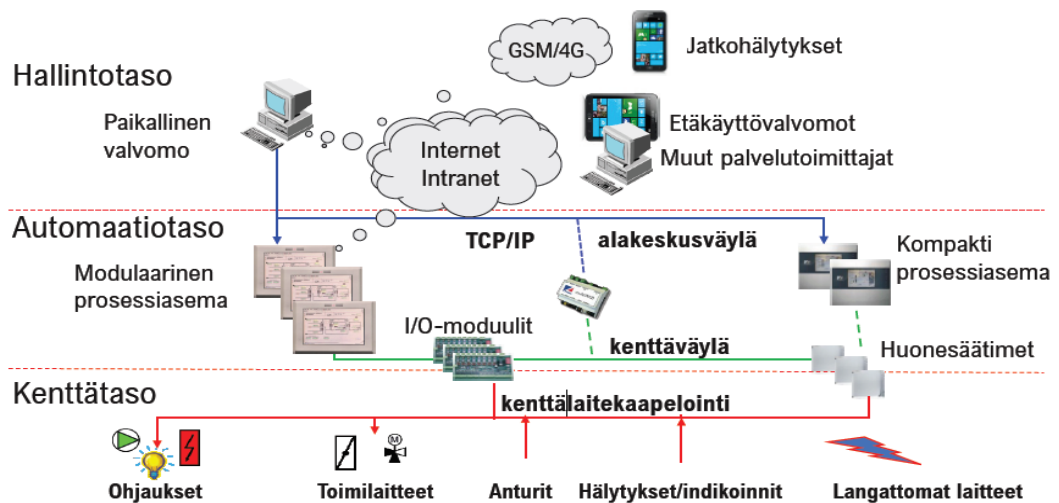 GSM/4G
Jatkohälytykset
Hallintotaso
Paikallinen
valvomo
Internet
Intranet
Etäkäyttövalvomot
Muut palvelutoimittajat
Automaatiotaso
TCP/IP
alakeskusväylä
Modulaarinen
prosessiasema
Kompakti
prosessiasema
I/O-moduulit
kenttäväylä
Huonesäätimet
Kenttätaso
kenttälaitekaapelointi
M
Ohjaukset
Toimilaitteet
Anturit
Hälytykset/indikoinnit
Langattomat laitteet